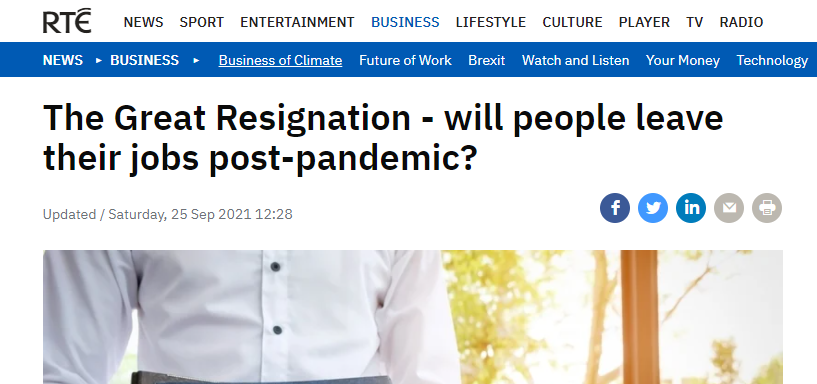 RTÉ NEWS SPORT ENTERTAINMENT BUSINESS LIFESTYLE CULTURE PLAYER TV RADIO
NEWS ▸ BUSINESS ▸ Business of Climate Future of Work Brexit Watch and Listen Your Money Technology
The Great Resignation - will people leave
their jobs post-pandemic?
Updated / Saturday, 25 Sep 2021 12:28